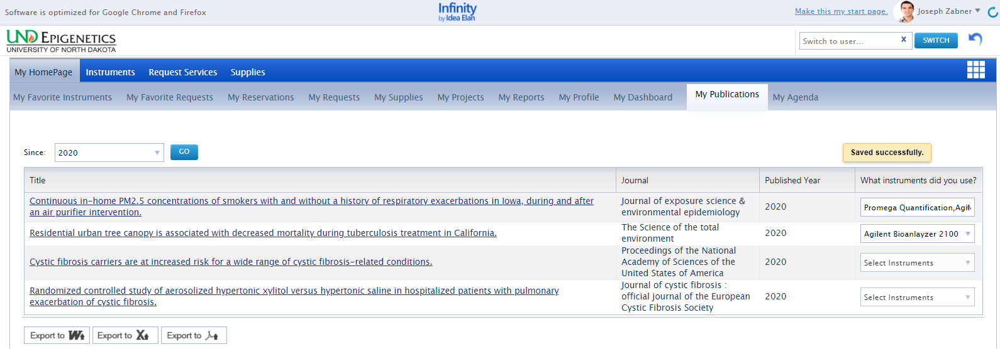 Software is optimized for Google Chrome and Firefox
Infinity
by Idea Elan
Make this my start page.
Joseph Zabner
UND EPIGENETICS
UNIVERSITY OF NORTH DAKOTA
Switch to user...
x
SWITCH
My HomePage
Instruments
Request Services
Supplies
My Favorite Instruments
My Favorite Requests
My Reservations
My Requests
My Supplies
My Projects
My Reports
My Profile
My Dashboard
My Publications
My Agenda
Since:
2020
GO
Saved successfully.
Title
Journal
Published Year
What instruments did you use?
Continuous in-home PM2.5 concentrations of smokers with and without a history of respiratory exacerbations in Iowa, during and after
an air purifier intervention.
Journal of exposure science &
environmental epidemiology
2020
Promega Quantification,Agil
Residential urban tree canopy is associated with decreased mortality during tuberculosis treatment in California.
The Science of the total
environment
2020
Agilent Bioanlayzer 2100
Cystic fibrosis carriers are at increased risk for a wide range of cystic fibrosis-related conditions.
Proceedings of the National
Academy of Sciences of the
United States of America
2020
Select Instruments
Randomized controlled study of aerosolized hypertonic xylitol versus hypertonic saline in hospitalized patients with pulmonary
exacerbation of cystic fibrosis.
Journal of cystic fibrosis :
official journal of the European
Cystic Fibrosis Society
2020
Select Instruments
Export to W
Export to X
Export to